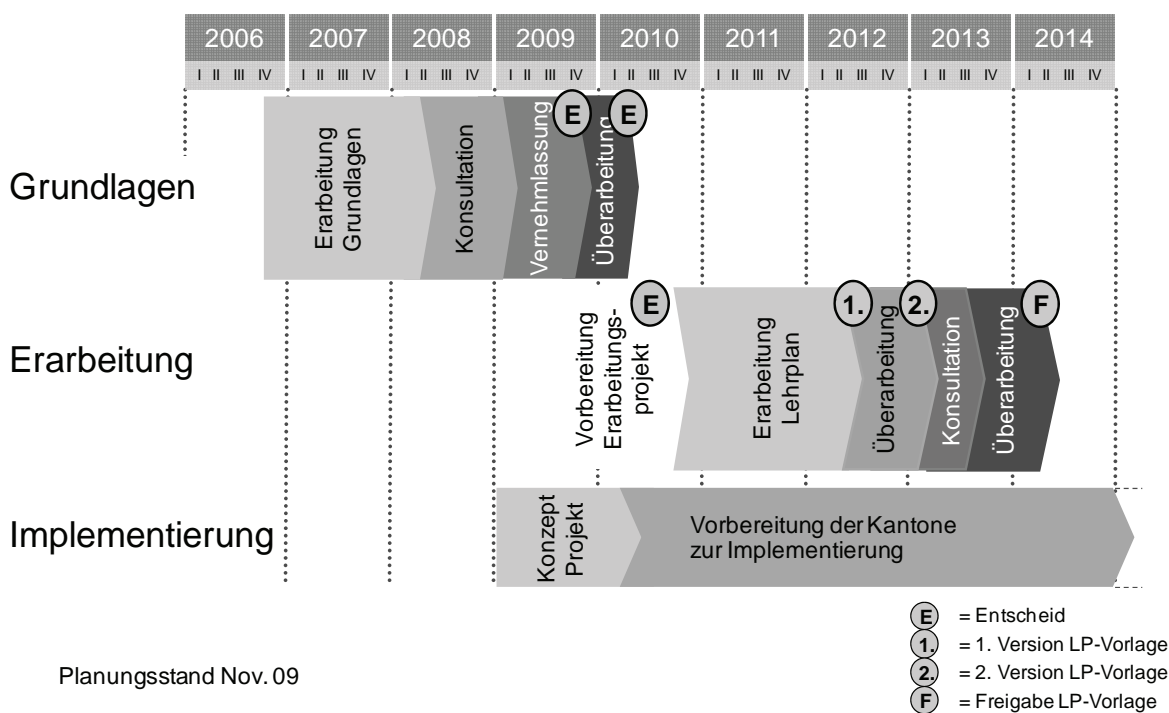 2006 2007 2008 2009 2010 2011 2012 2013 2014
I II III IV I II III IV I II III IV I II III IV I II III IV I II III IV I II III IV I II III IV I II III IV
Grundlagen
Erarbeitung
Grundlagen
Konsultation
Vernehmlassung
E
Überarbeitung
E
Erarbeitung
Vorbereitung
Erarbeitungs-
projekt
E
Erarbeitung
Lehrplan
1.
Überarbeitung
2.
Konsultation
Überarbeitung
F
Implementierung
Konzept
Projekt
Vorbereitung der Kantone
zur Implementierung
E = Entscheid
1. = 1. Version LP-Vorlage
2. = 2. Version LP-Vorlage
F = Freigabe LP-Vorlage
Planungsstand Nov. 09